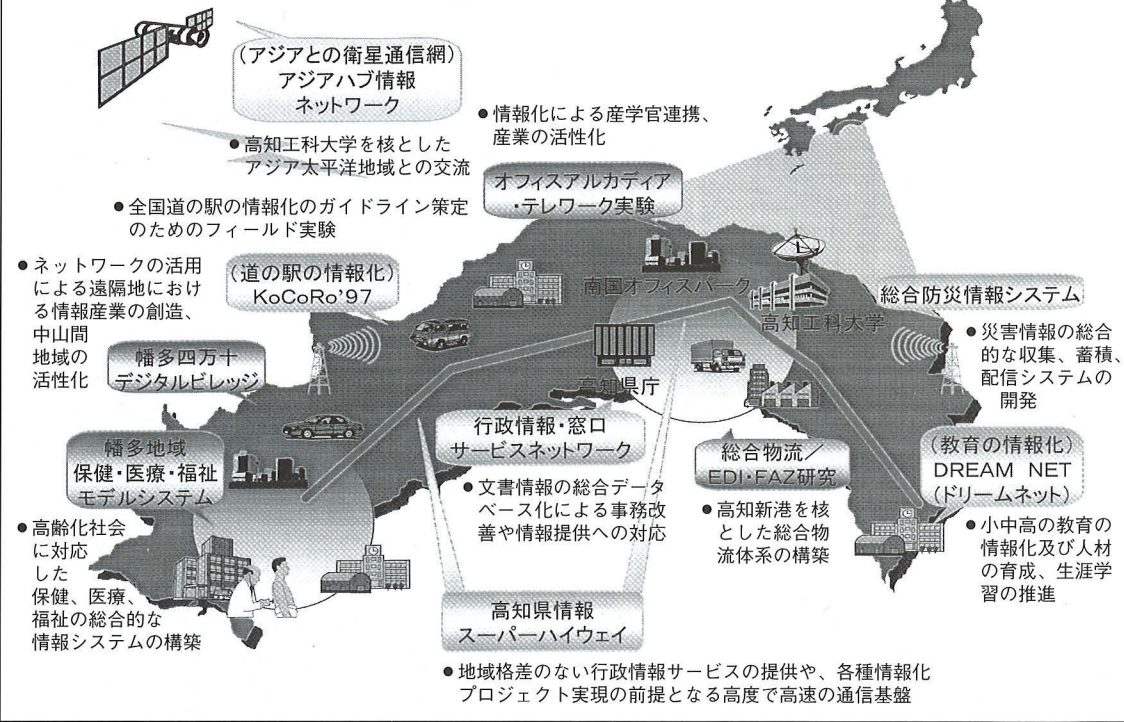 (アジアとの衛星通信網)
アジアハブ情報
ネットワーク
●高知工科大学を核とした
アジア太平洋地域との交流
●情報化による産学官連携、
産業の活性化
オフィスアルカディア
・テレワーク実験
●全国道の駅の情報化のガイドライン策定
のためのフィールド実験
(道の駅の情報化)
KoCoRo'97
●ネットワークの活用
による遠隔地におけ
る情報産業の創造、
中山間
地域の
活性化
幡多四万十
デジタルビレッジ
南国オフィスパーク
高知工科大学
高知県庁
総合防災情報システム
●災害情報の総合
的な収集、蓄積、
配信システムの
開発
幡多地域
保健・医療・福祉
モデルシステム
●高齢化社会
に対応
した
保健、医療、
福祉の総合的な
情報システムの構築
行政情報・窓口
サービスネットワーク
●文書情報の総合データ
ベース化による事務改
善や情報提供への対応
総合物流/
EDI・FAZ研究
●高知新港を核
とした総合物
流体系の構築
(教育の情報化)
DREAM NET
(ドリームネット)
●小中高の教育の
情報化及び人材
の育成、生涯学
習の推進
高知県情報
スーパーハイウェイ
●地域格差のない行政情報サービスの提供や、各種情報化
プロジェクト実現の前提となる高度で高速の通信基盤